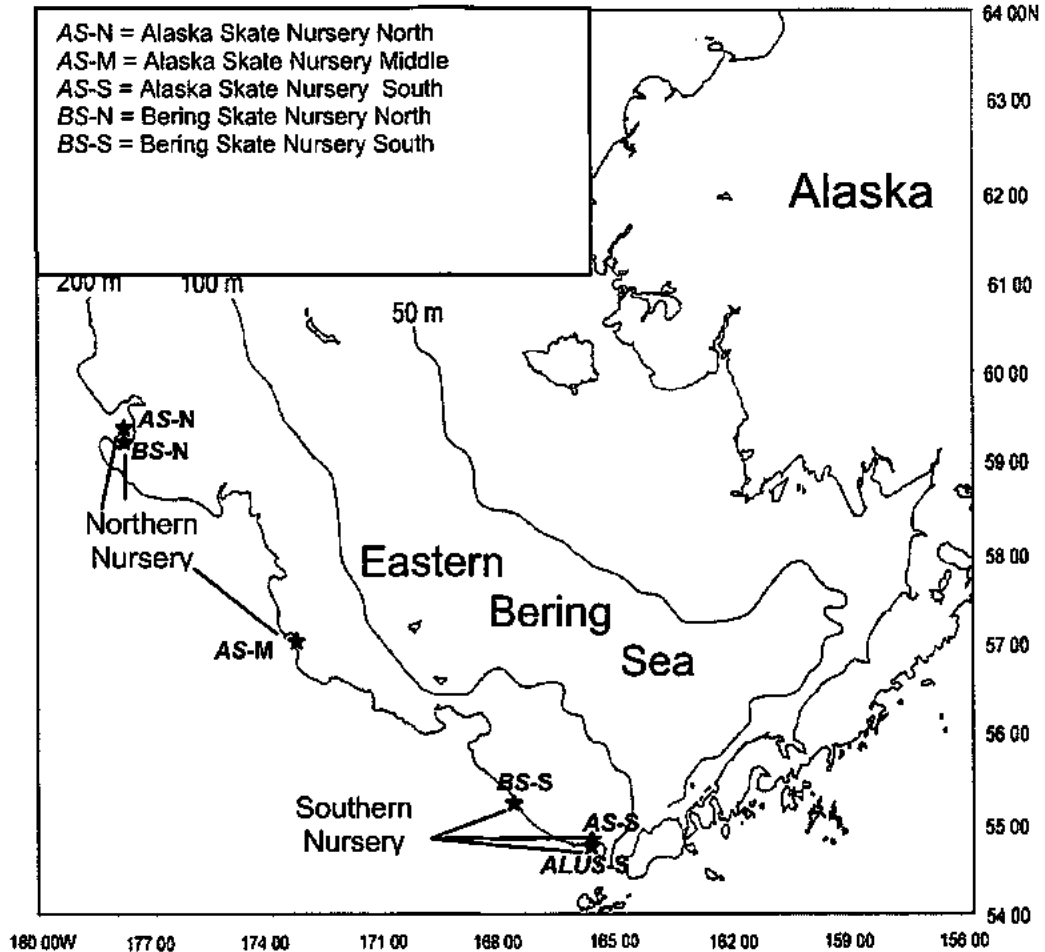 AS-N = Alaska Skate Nursery North
AS-M = Alaska Skate Nursery Middle
AS-S = Alaska Skate Nursery South
BS-N = Bering Skate Nursery North
BS-S = Bering Skate Nursery South
Alaska
200 m
100 m
50 m
AS-N
BS-N
Northern
Nursery
Eastern
Bering
Sea
AS-M
BS-S
Southern
Nursery
AS-S
ALUS-S
64 00N
63 00
62 00
61 00
60 00
59 00
58 00
57 00
56 00
55 00
54 00
180 00W 177 00 174 00 171 00 168 00 165 00 162 00 159 00 156 00